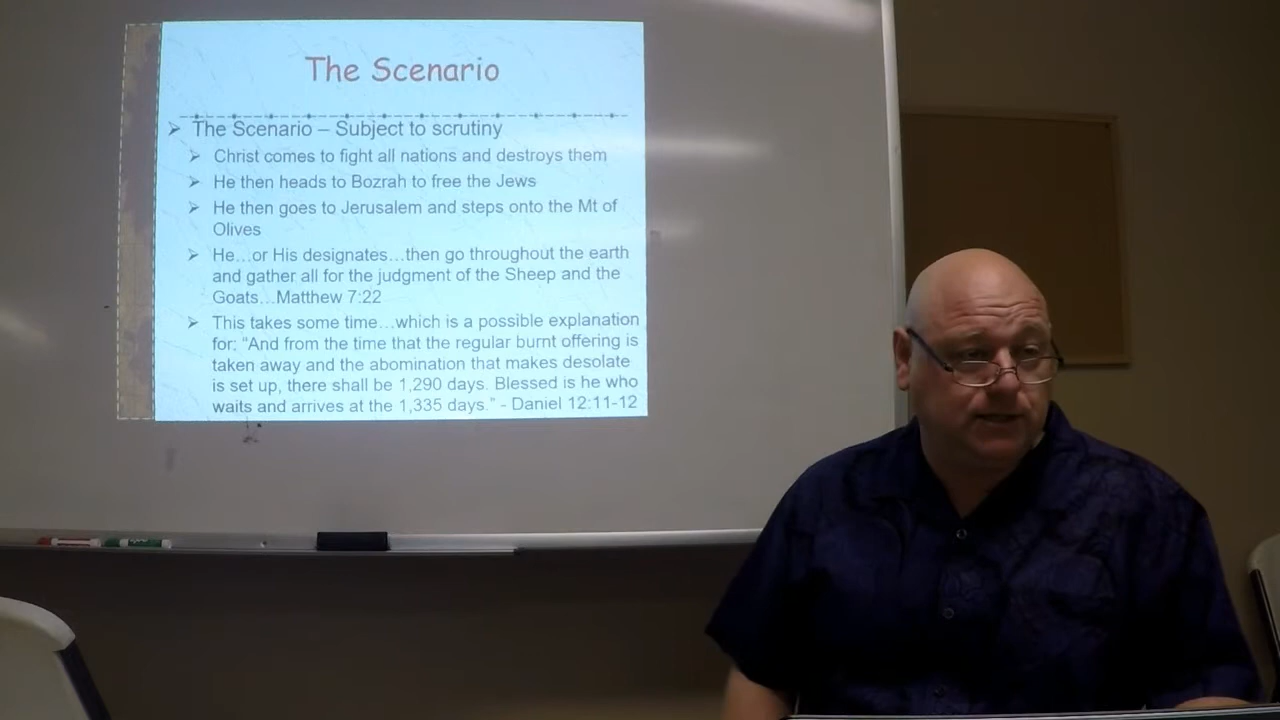 The Scenario
The Scenario – Subject to scrutiny
Christ comes to fight all nations and destroys them
He then heads to Bozrah to free the Jews
He then goes to Jerusalem and steps onto the Mt of
Olives
He…or His designates…then go throughout the earth
and gather all for the judgment of the Sheep and the
Goats…Matthew 7:22
This takes some time…which is a possible explanation
for: “And from the time that the regular burnt offering is
taken away and the abomination that makes desolate
is set up, there shall be 1,290 days. Blessed is he who
waits and arrives at the 1,335 days.” - Daniel 12:11-12